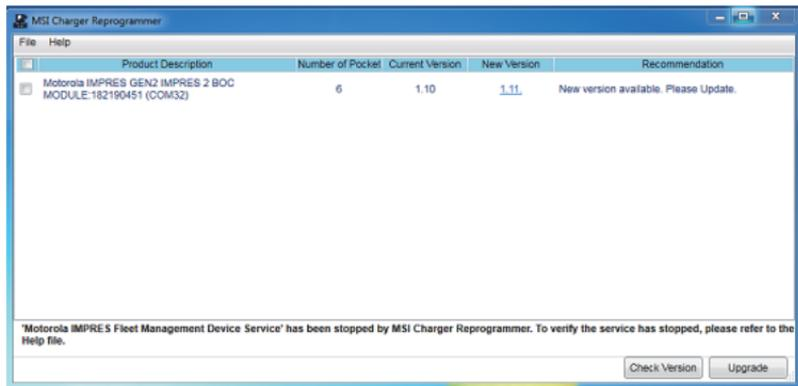 MSI Charger Reprogrammer
File Help
Product Description Number of Pocket Current Version New Version Recommendation
Motorola IMPRES GEN2 IMPRES 2 BOC
MODULE:182190451 (COM32) 6 1.10 1.11. New version available. Please Update.
'Motorola IMPRES Fleet Management Device Service' has been stopped by MSI Charger Reprogrammer. To verify the service has stopped, please refer to the
Help file.
Check Version Upgrade